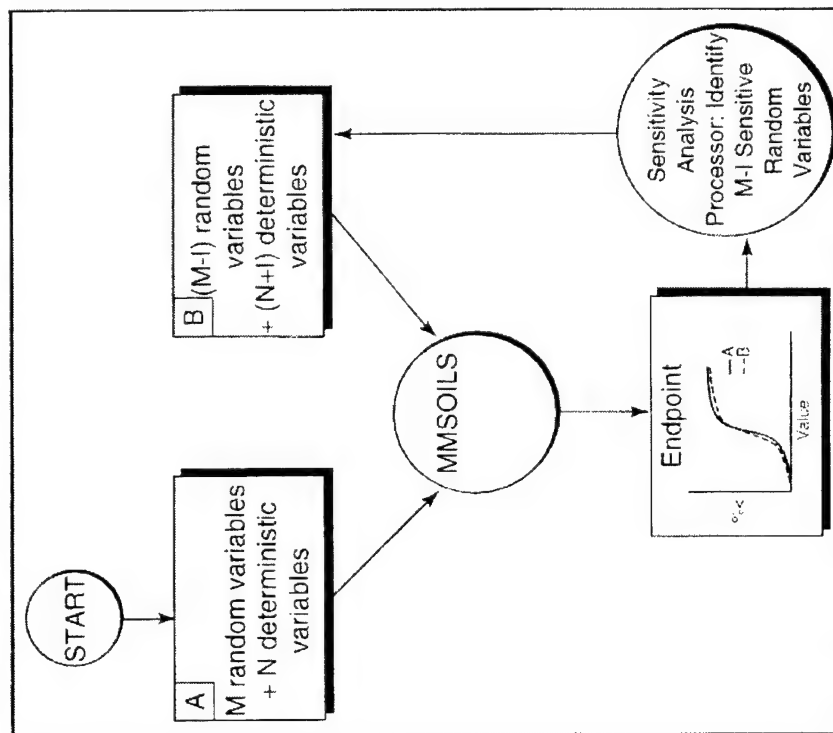 START
A
M random variables
+ N deterministic
variables
B
(M-I) random
variables
+ (N+I) deterministic
variables
MMSOILS
Endpoint
—A
--B
Value
Sensitivity
Analysis
Processor: Identify
M-I Sensitive
Random
Variables